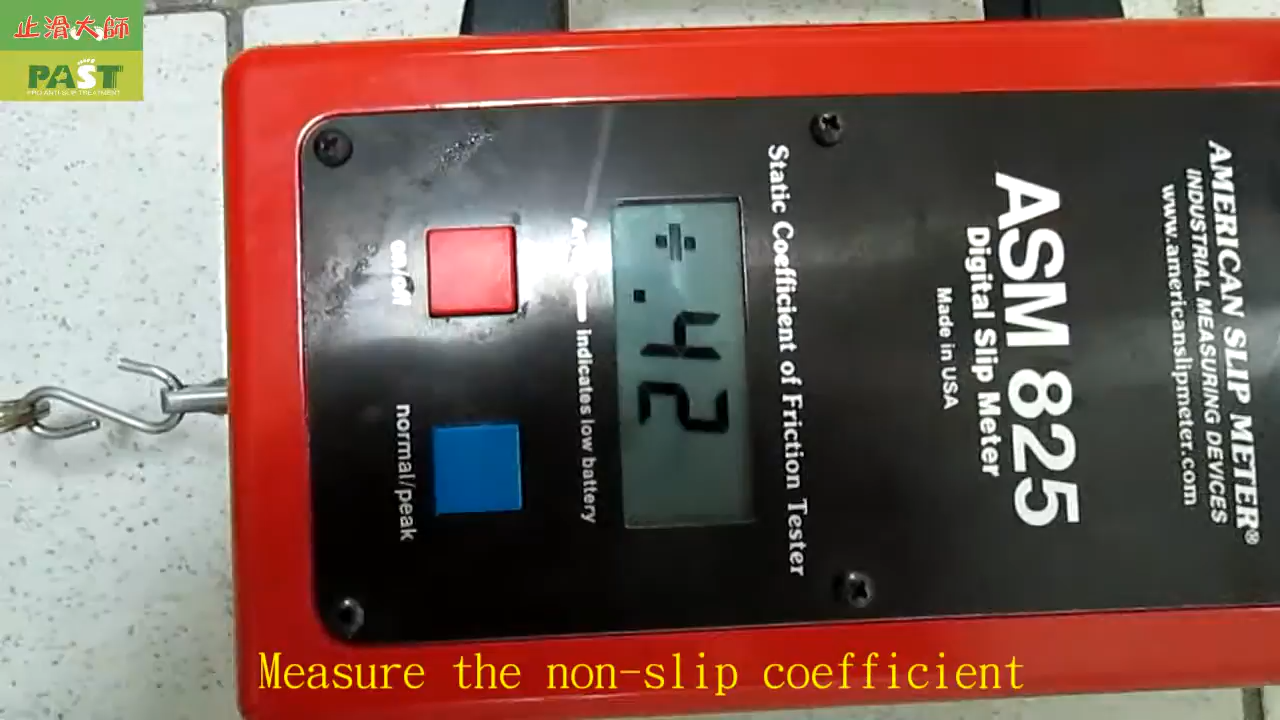 止滑大師
PAST
PRO ANTI-SLIP TREATMENT
AMERICAN SLIP METER®
INDUSTRIAL MEASURING DEVICES
www.americanslipmeter.com
ASM 825
Digital Slip Meter
Made in USA
Static Coefficient of Friction Tester
÷ .42
indicates low battery
on/off
normal/peak
Measure the non-slip coefficient